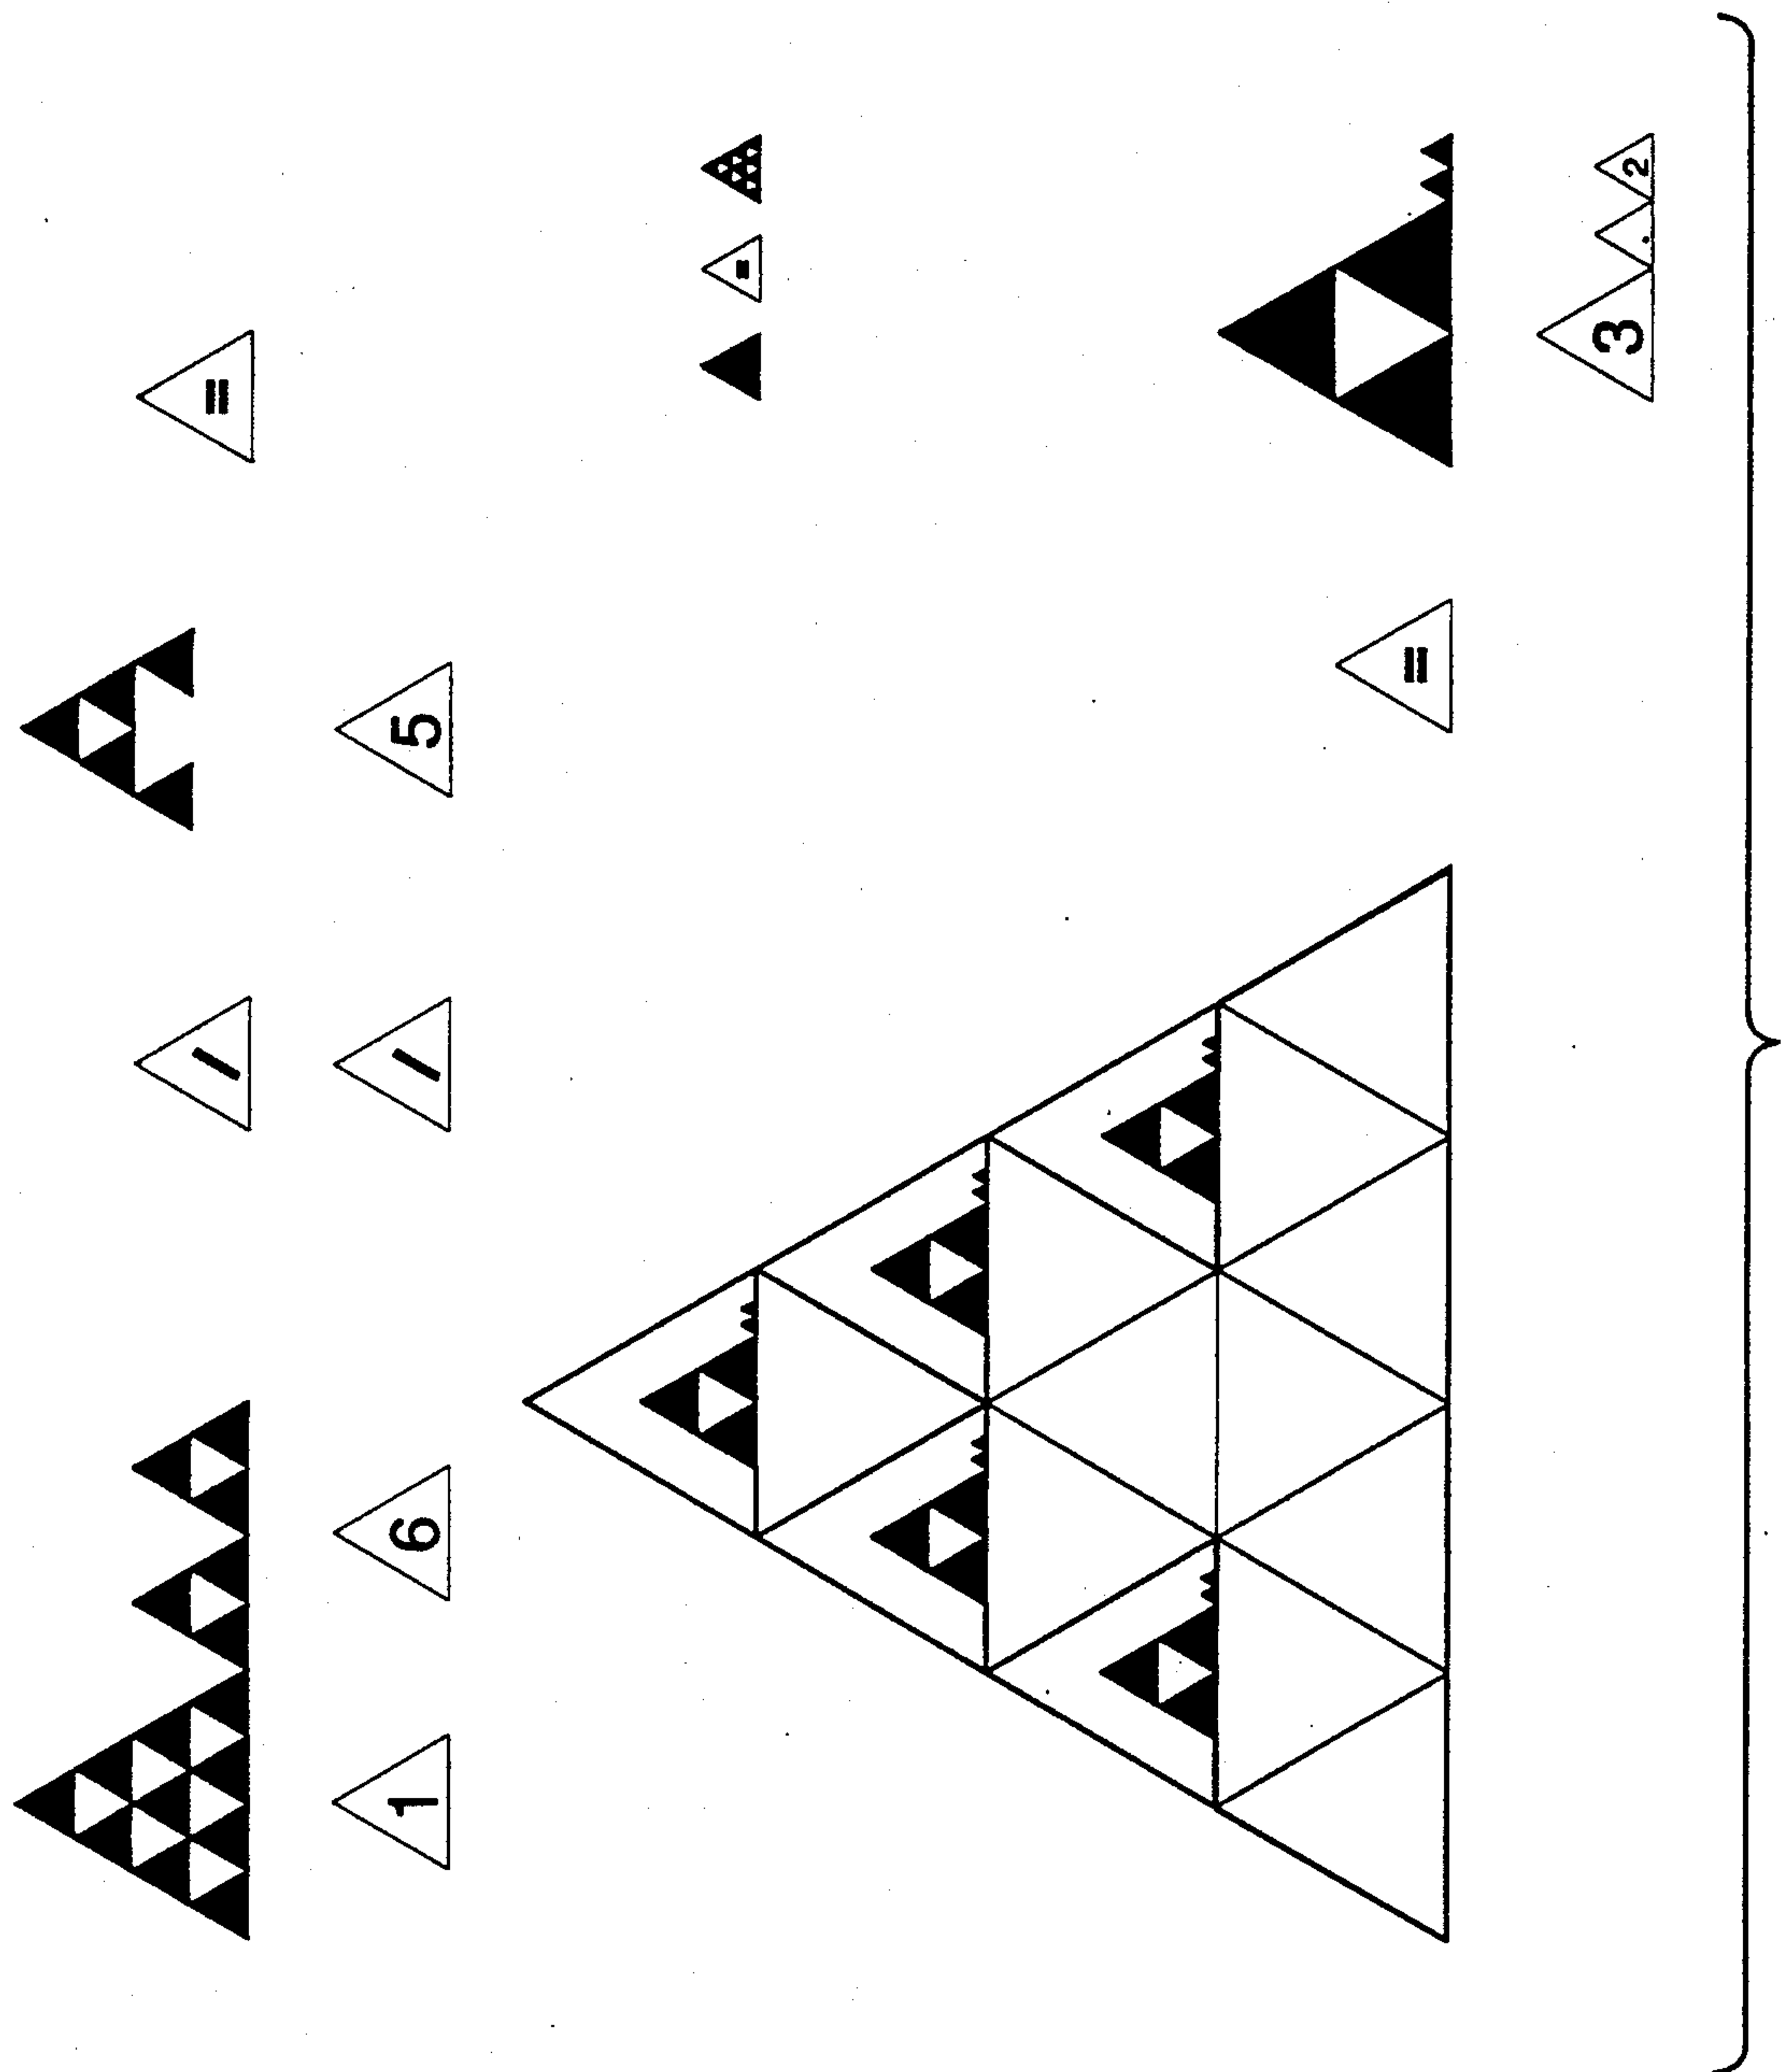 / =
1 6 / 5
=
=
3 . 2